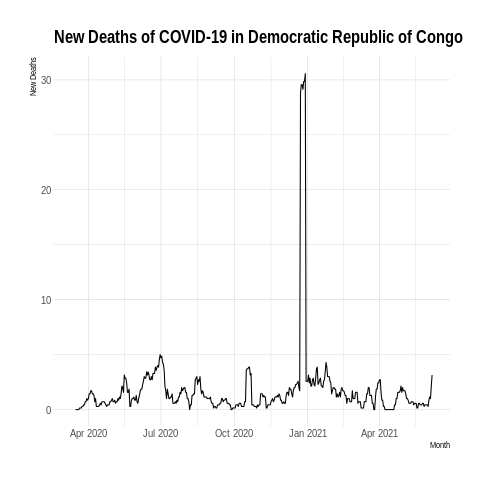 New Deaths of COVID-19 in Democratic Republic of Congo
New Deaths
30
20
10
0
Apr 2020
Jul 2020
Oct 2020
Jan 2021
Apr 2021
Month